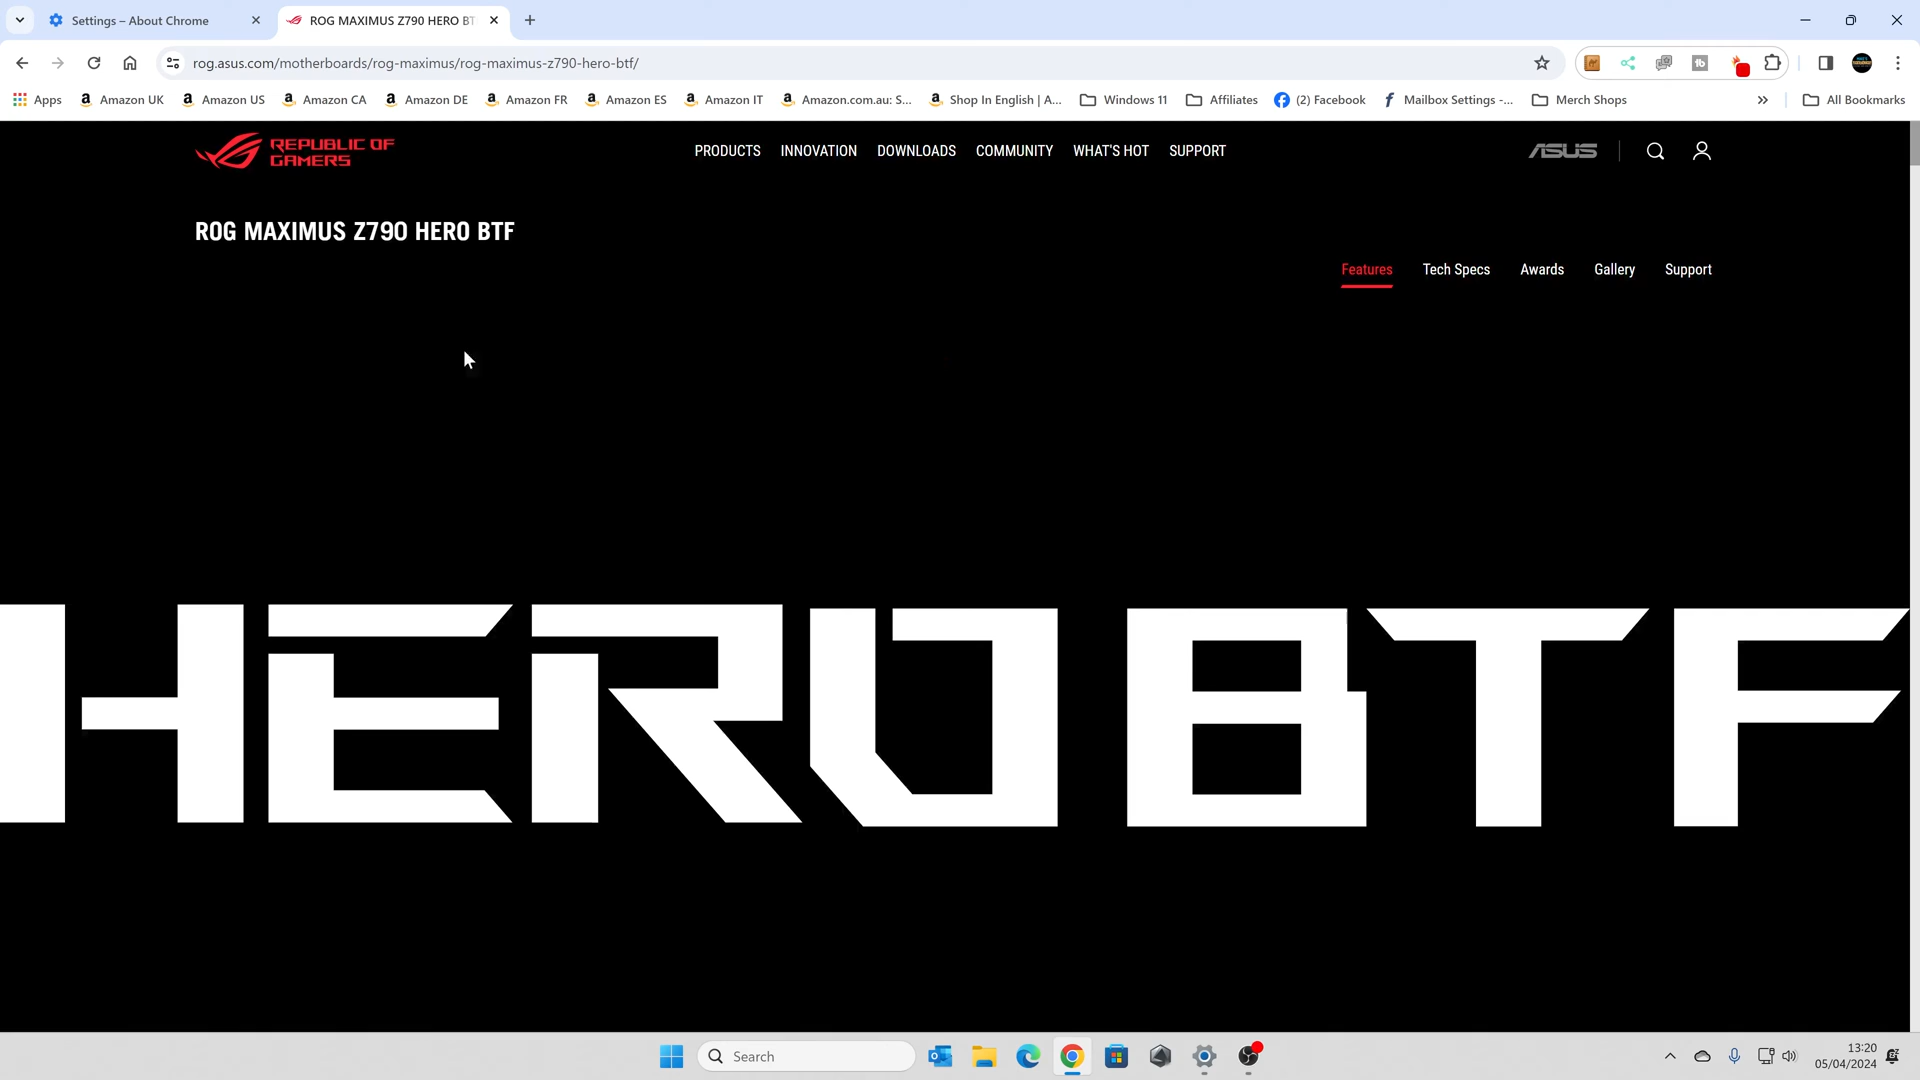 Settings – About Chrome
ROG MAXIMUS Z790 HERO BT
rog.asus.com/motherboards/rog-maximus/rog-maximus-z790-hero-btf/
Apps
Amazon UK
Amazon US
Amazon CA
Amazon DE
Amazon FR
Amazon ES
Amazon IT
Amazon.com.au: S...
Shop In English | A...
Windows 11
Affiliates
(2) Facebook
Mailbox Settings -...
Merch Shops
All Bookmarks
REPUBLIC OF
GAMERS
PRODUCTS
INNOVATION
DOWNLOADS
COMMUNITY
WHAT'S HOT
SUPPORT
ASUS
ROG MAXIMUS Z790 HERO BTF
Features
Tech Specs
Awards
Gallery
Support
HERO BTF
Search
13:20
05/04/2024